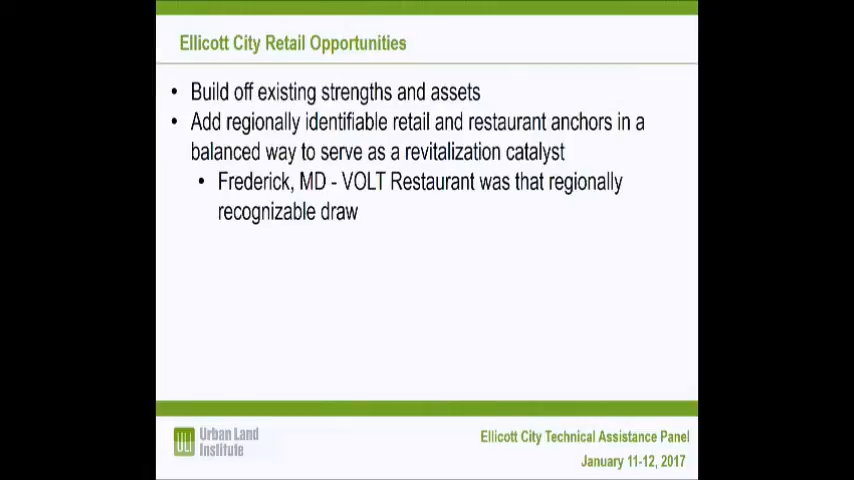 Ellicott City Retail Opportunities
• Build off existing strengths and assets
• Add regionally identifiable retail and restaurant anchors in a
balanced way to serve as a revitalization catalyst
• Frederick, MD - VOLT Restaurant was that regionally
recognizable draw
ULI Urban Land
Institute
Ellicott City Technical Assistance Panel
January 11-12, 2017